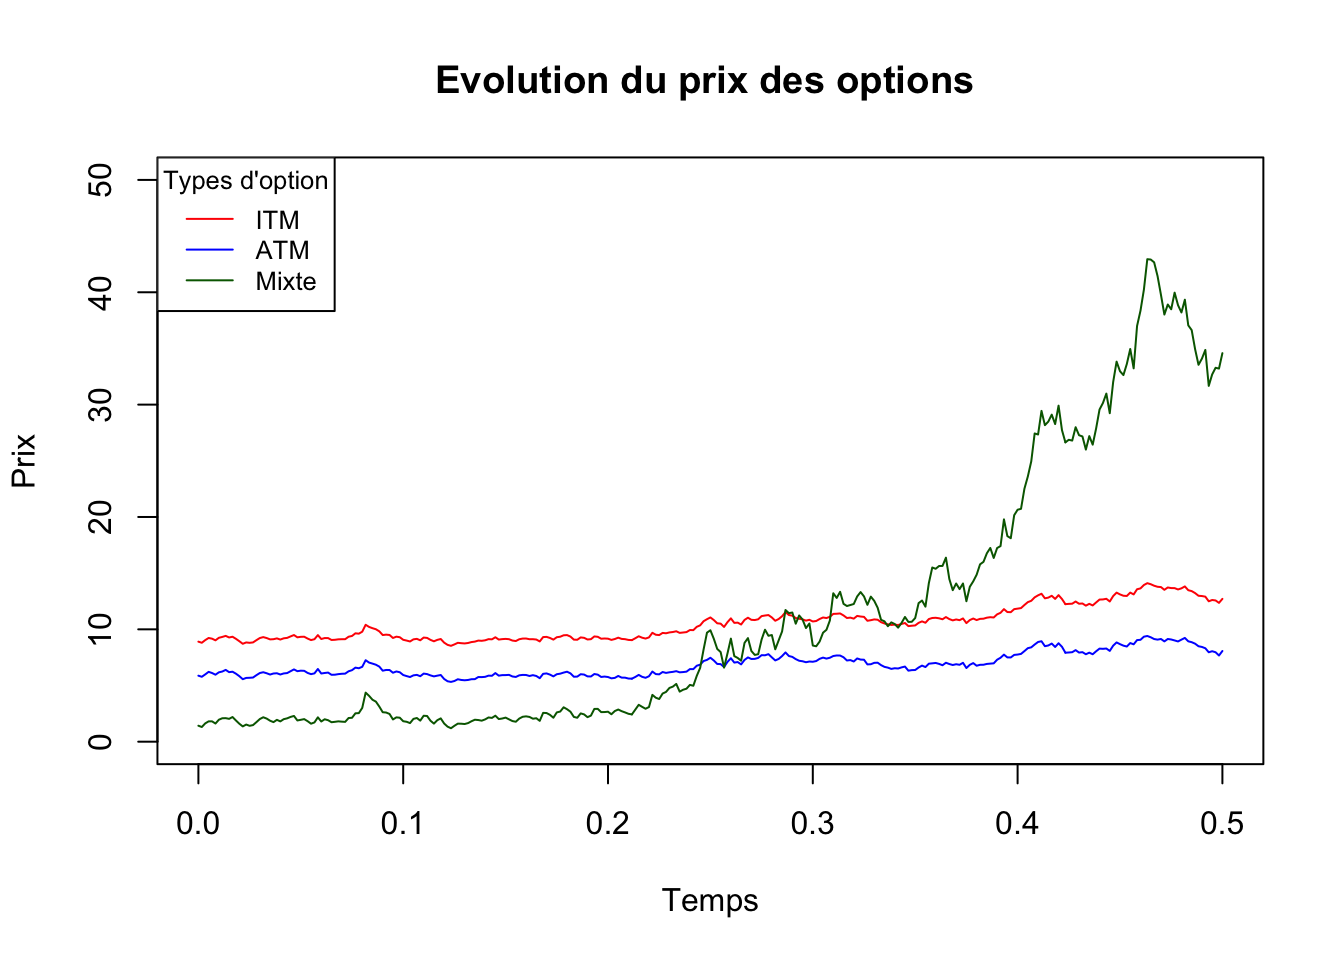 Evolution du prix des options
Types d'option
ITM
ATM
Mixte
Prix
50
40
30
20
10
0
0.0 0.1 0.2 0.3 0.4 0.5
Temps